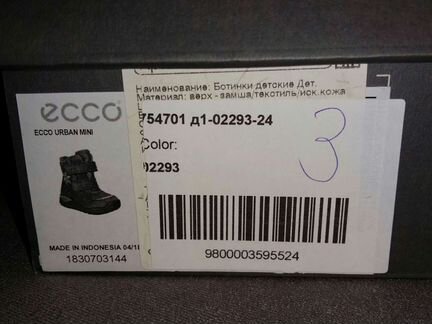 Наименование: Ботинки детские Дет.
Материал: верх - замша/текстиль/иск.кожа
ecco
ECCO URBAN MINI
754701 д1-02293-24
Color:
02293
3
MADE IN INDONESIA 04/1
1830703144
9800003595524